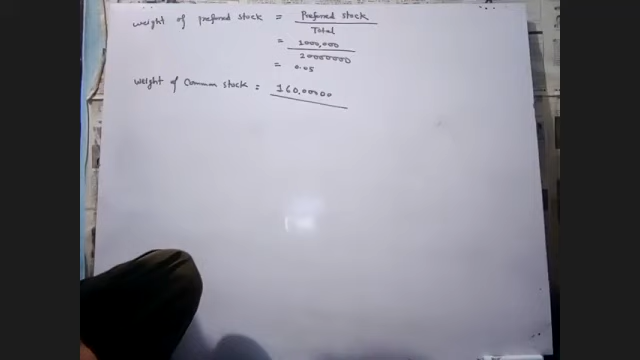 weight of preferred stock = Preferred stock
Total
= 1000,000
20000000
= 0.05
weight of Common stock = 160,00000